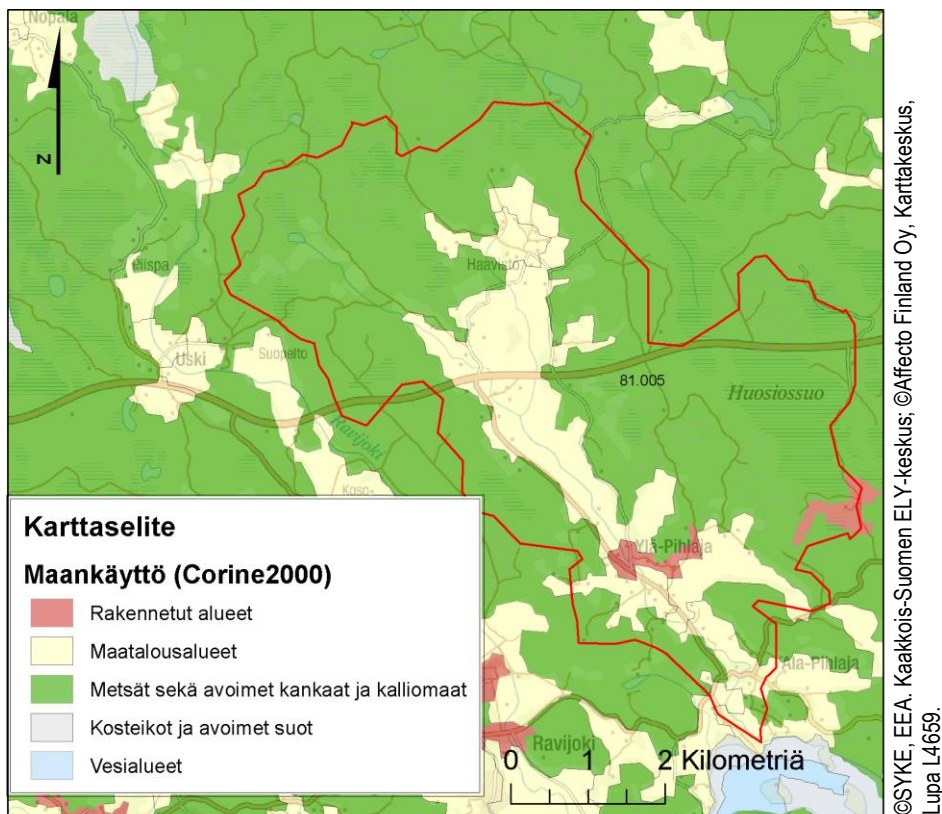 Nopala
N
Piispa
Haavisto
Uski
Suopelto
81.005
Huosiossuo
Ravijoki
Ylä-Pihlaja
Ala-Pihlaja
Ravijoki
0 1 2 Kilometriä
Karttaselite
Maankäyttö (Corine2000)
Rakennetut alueet
Maatalousalueet
Metsät sekä avoimet kankaat ja kalliomaat
Kosteikot ja avoimet suot
Vesialueet
©SYKE, EEA. Kaakkois-Suomen ELY-keskus; ©Affecto Finland Oy, Karttakeskus,
Lupa L4659.